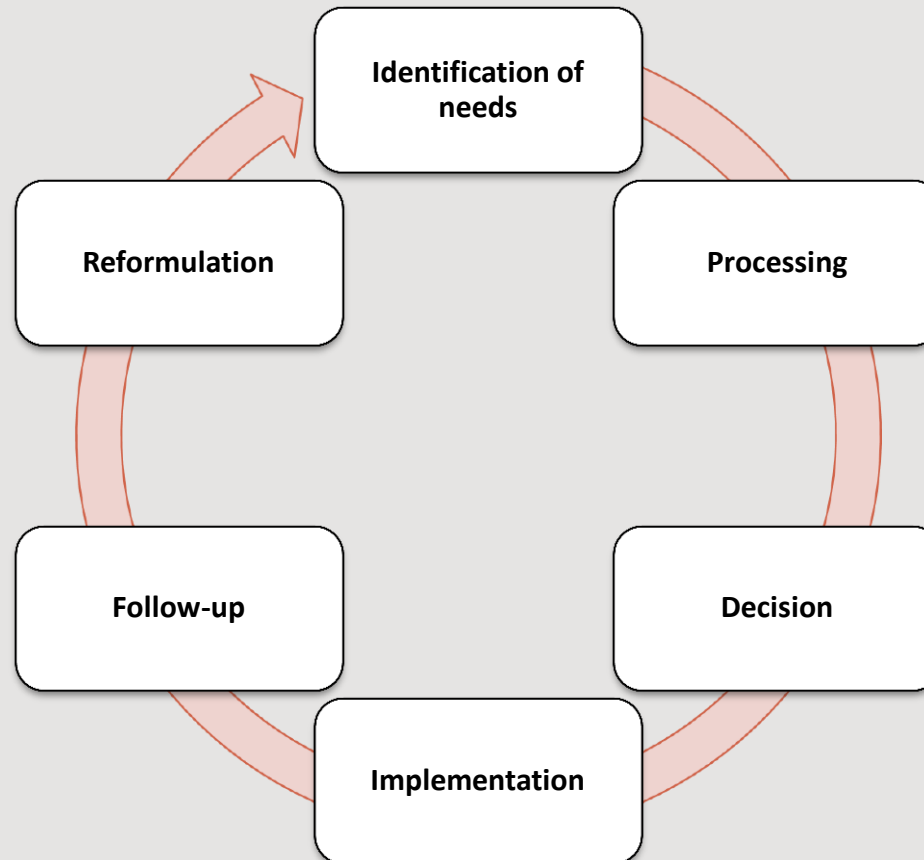 Identification of
needs
Processing
Decision
Implementation
Follow-up
Reformulation